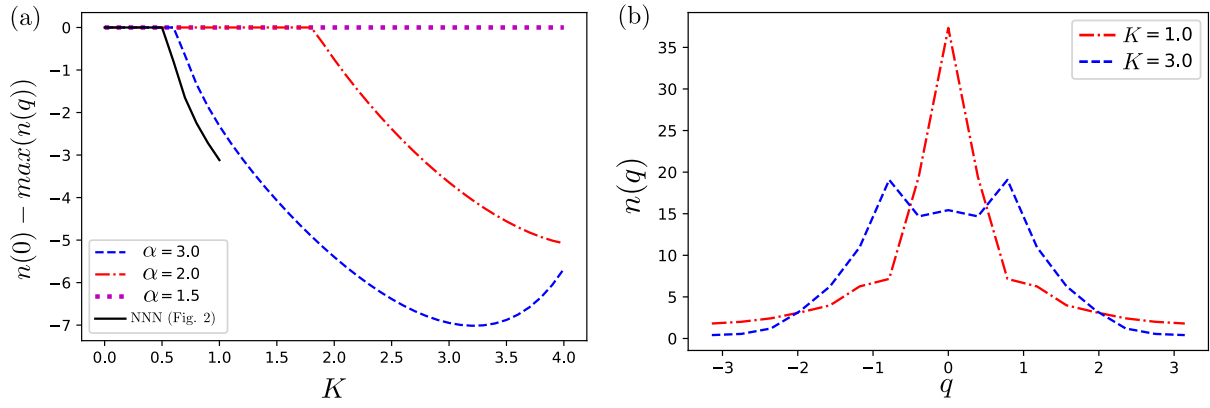 (a)
n(0) − max(n(q))
0
−1
−2
−3
−4
−5
−6
−7
α = 3.0
α = 2.0
α = 1.5
NNN (Fig. 2)
0.0 0.5 1.0 1.5 2.0 2.5 3.0 3.5 4.0
K
(b)
n(q)
35
30
25
20
15
10
5
0
K = 1.0
K = 3.0
−3 −2 −1 0 1 2 3
q